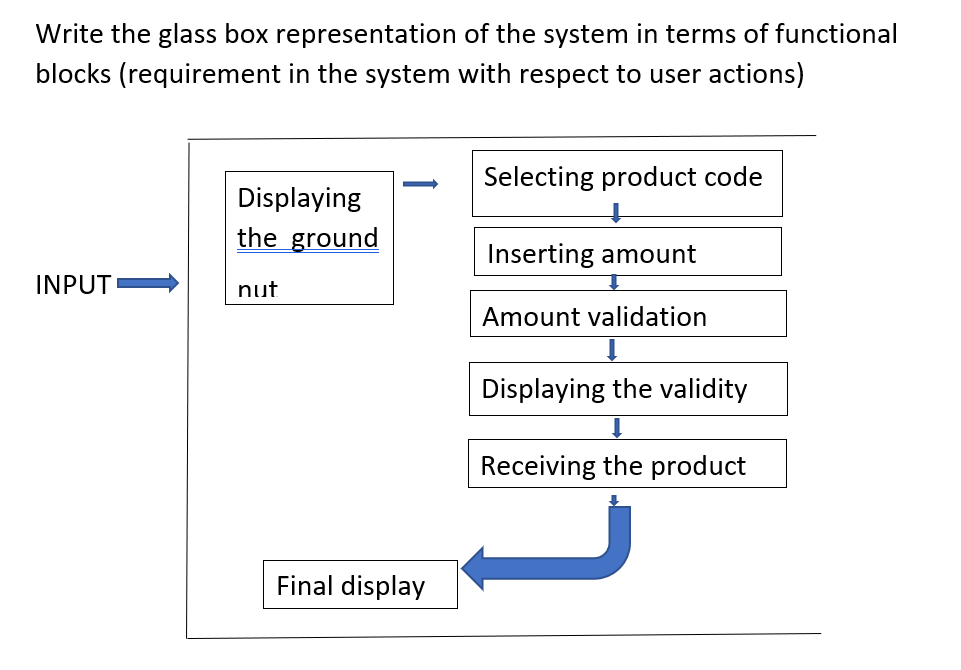 Write the glass box representation of the system in terms of functional
blocks (requirement in the system with respect to user actions)
INPUT
Displaying
the ground
nut
Selecting product code
Inserting amount
Amount validation
Displaying the validity
Receiving the product
Final display